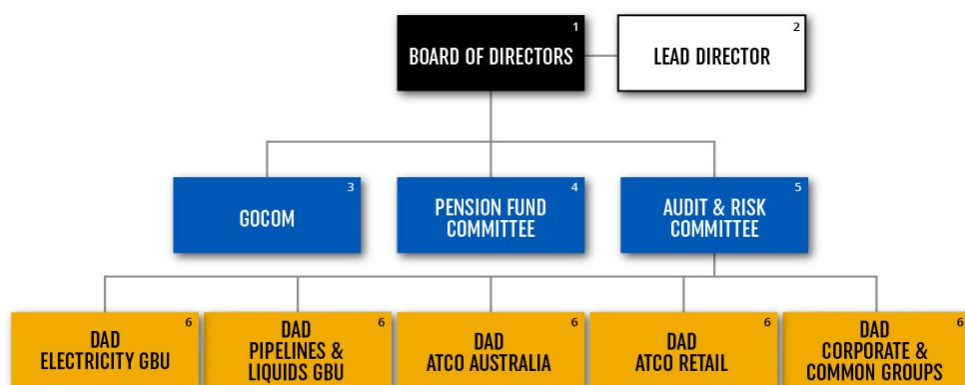 1
BOARD OF DIRECTORS
2
LEAD DIRECTOR
3
GOCOM
4
PENSION FUND
COMMITTEE
5
AUDIT & RISK
COMMITTEE
6
DAD
ELECTRICITY GBU
6
DAD
PIPELINES &
LIQUIDS GBU
6
DAD
ATCO AUSTRALIA
6
DAD
ATCO RETAIL
6
DAD
CORPORATE &
COMMON GROUPS